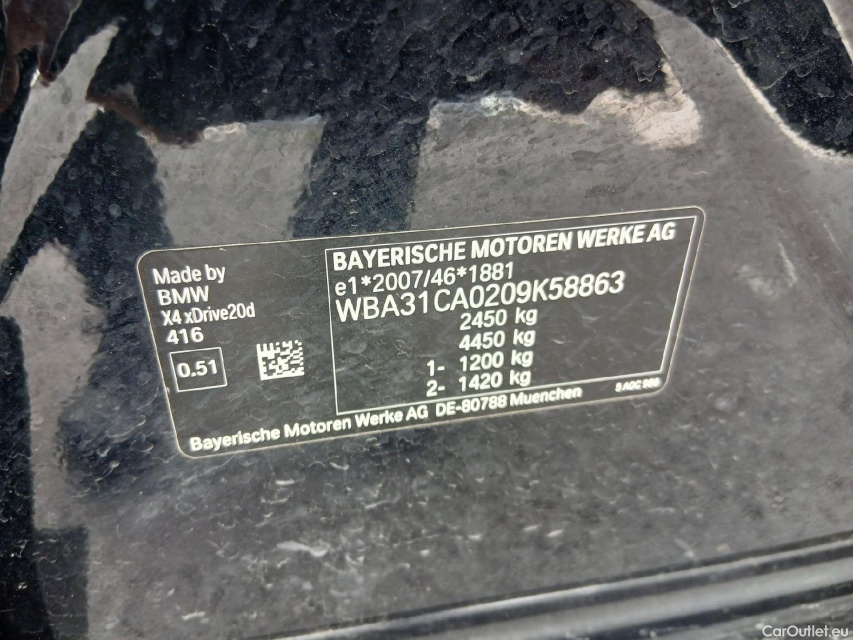 Made by
BMW
X4 xDrive20d
416
0.51
BAYERISCHE MOTOREN WERKE AG
e1*2007/46*1881
WBA31CA0209K58863
2450 kg
4450 kg
1- 1200 kg
2- 1420 kg
Bayerische Motoren Werke AG DE-80788 Muenchen
CarOutlet.eu